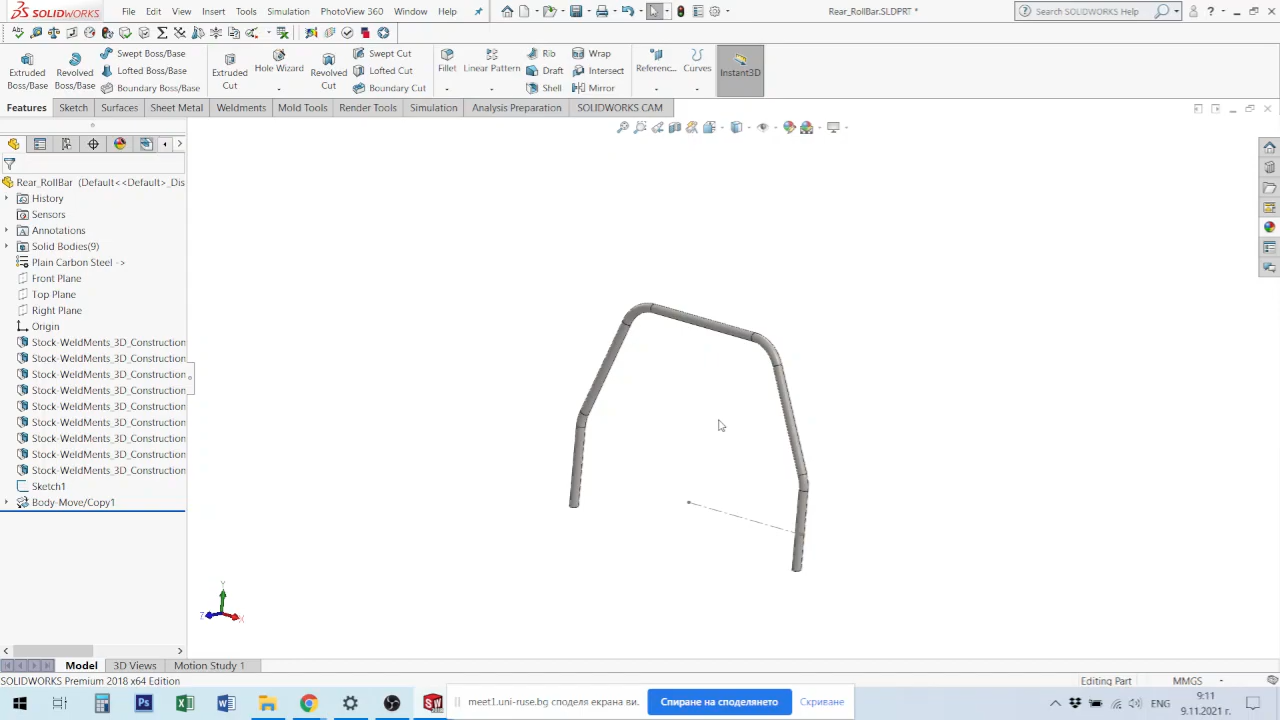 SOLIDWORKS File Edit View Insert Tools Simulation PhotoView 360 Window Help Rear_RollBar.SLDPRT * Search SOLIDWORKS Help
Extruded Boss/Base
Revolved Boss/Base
Swept Boss/Base
Lofted Boss/Base
Boundary Boss/Base
Extruded Cut
Hole Wizard
Revolved Cut
Swept Cut
Lofted Cut
Boundary Cut
Fillet
Linear Pattern
Rib
Draft
Shell
Wrap
Intersect
Mirror
Referenc...
Curves
Instant3D
Features Sketch Surfaces Sheet Metal Weldments Mold Tools Render Tools Simulation Analysis Preparation SOLIDWORKS CAM
Rear_RollBar (Default<<Default>_Dis
History
Sensors
Annotations
Solid Bodies(9)
Plain Carbon Steel ->
Front Plane
Top Plane
Right Plane
Origin
Stock-WeldMents_3D_Construction
Stock-WeldMents_3D_Construction
Stock-WeldMents_3D_Construction
Stock-WeldMents_3D_Construction
Stock-WeldMents_3D_Construction
Stock-WeldMents_3D_Construction
Stock-WeldMents_3D_Construction
Stock-WeldMents_3D_Construction
Stock-WeldMents_3D_Construction
Sketch1
Body-Move/Copy1
Y
Z X
Model 3D Views Motion Study 1
SOLIDWORKS Premium 2018 x64 Edition Editing Part MMGS
meet1.uni-ruse.bg споделя екрана ви. Спиране на споделянето Скриване
ENG
9:11
9.11.2021 г.